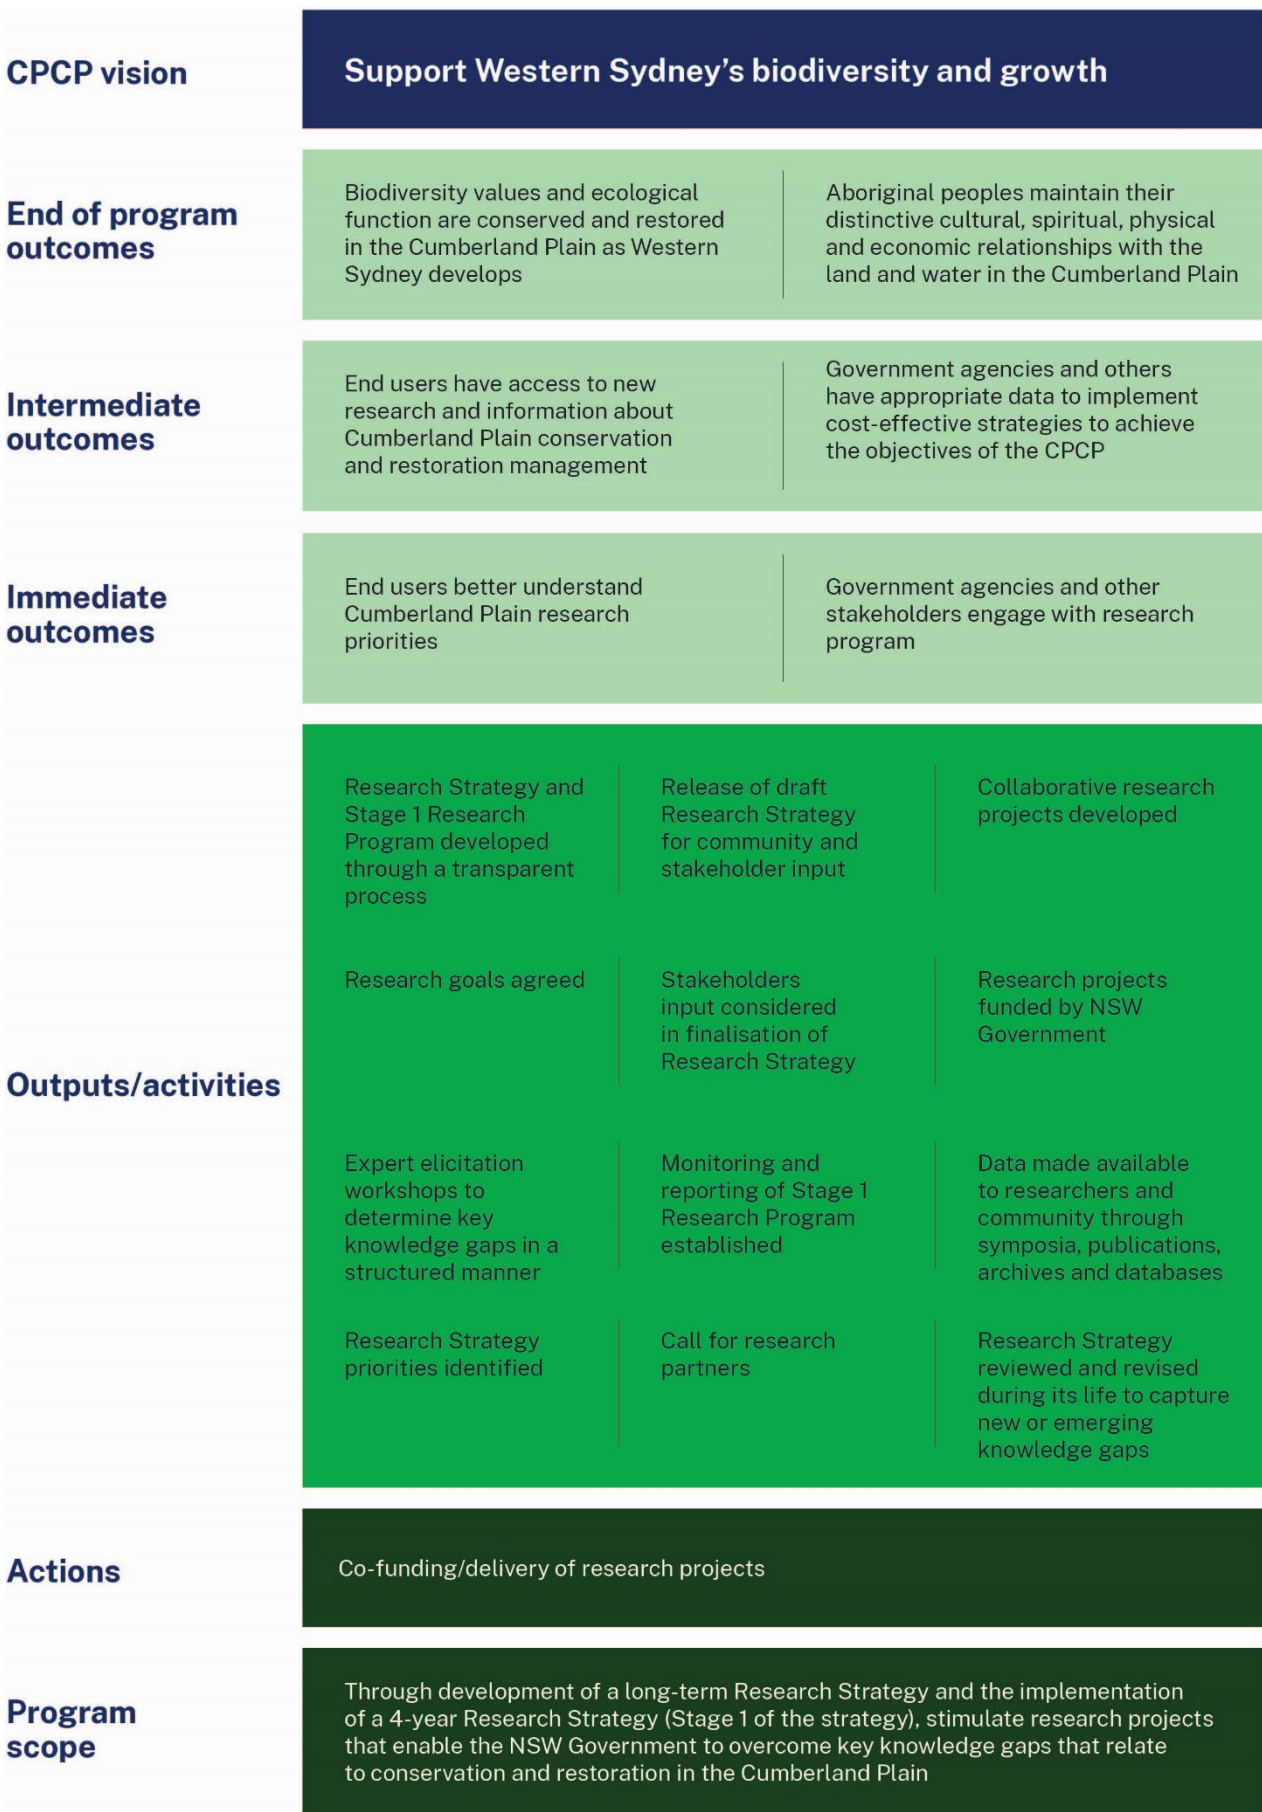 CPCP vision
Support Western Sydney's biodiversity and growth
End of program
outcomes
Biodiversity values and ecological
function are conserved and restored
in the Cumberland Plain as Western
Sydney develops
Aboriginal peoples maintain their
distinctive cultural, spiritual, physical
and economic relationships with the
land and water in the Cumberland Plain
Intermediate
outcomes
End users have access to new
research and information about
Cumberland Plain conservation
and restoration management
Government agencies and others
have appropriate data to implement
cost-effective strategies to achieve
the objectives of the CPCP
Immediate
outcomes
End users better understand
Cumberland Plain research
priorities
Government agencies and other
stakeholders engage with research
program
Outputs/activities
Research Strategy and
Stage 1 Research
Program developed
through a transparent
process
Release of draft
Research Strategy
for community and
stakeholder input
Collaborative research
projects developed
Research goals agreed
Stakeholders
input considered
in finalisation of
Research Strategy
Research projects
funded by NSW
Government
Expert elicitation
workshops to
determine key
knowledge gaps in a
structured manner
Monitoring and
reporting of Stage 1
Research Program
established
Data made available
to researchers and
community through
symposia, publications,
archives and databases
Research Strategy
priorities identified
Call for research
partners
Research Strategy
reviewed and revised
during its life to capture
new or emerging
knowledge gaps
Actions
Co-funding/delivery of research projects
Program
scope
Through development of a long-term Research Strategy and the implementation
of a 4-year Research Strategy (Stage 1 of the strategy), stimulate research projects
that enable the NSW Government to overcome key knowledge gaps that relate
to conservation and restoration in the Cumberland Plain